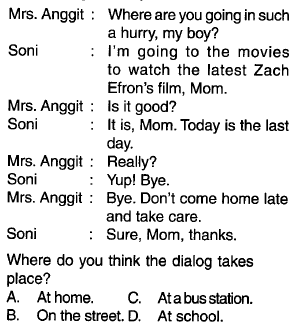 Mrs. Anggit : Where are you going in such
a hurry, my boy?
Soni : I'm going to the movies
to watch the latest Zach
Efron's film, Mom.
Mrs. Anggit : Is it good?
Soni : It is, Mom. Today is the last
day.
Mrs. Anggit : Really?
Soni : Yup! Bye.
Mrs. Anggit : Bye. Don't come home late
and take care.
Soni : Sure, Mom, thanks.
Where do you think the dialog takes
place?
A. At home. C. At a bus station.
B. On the street. D. At school.